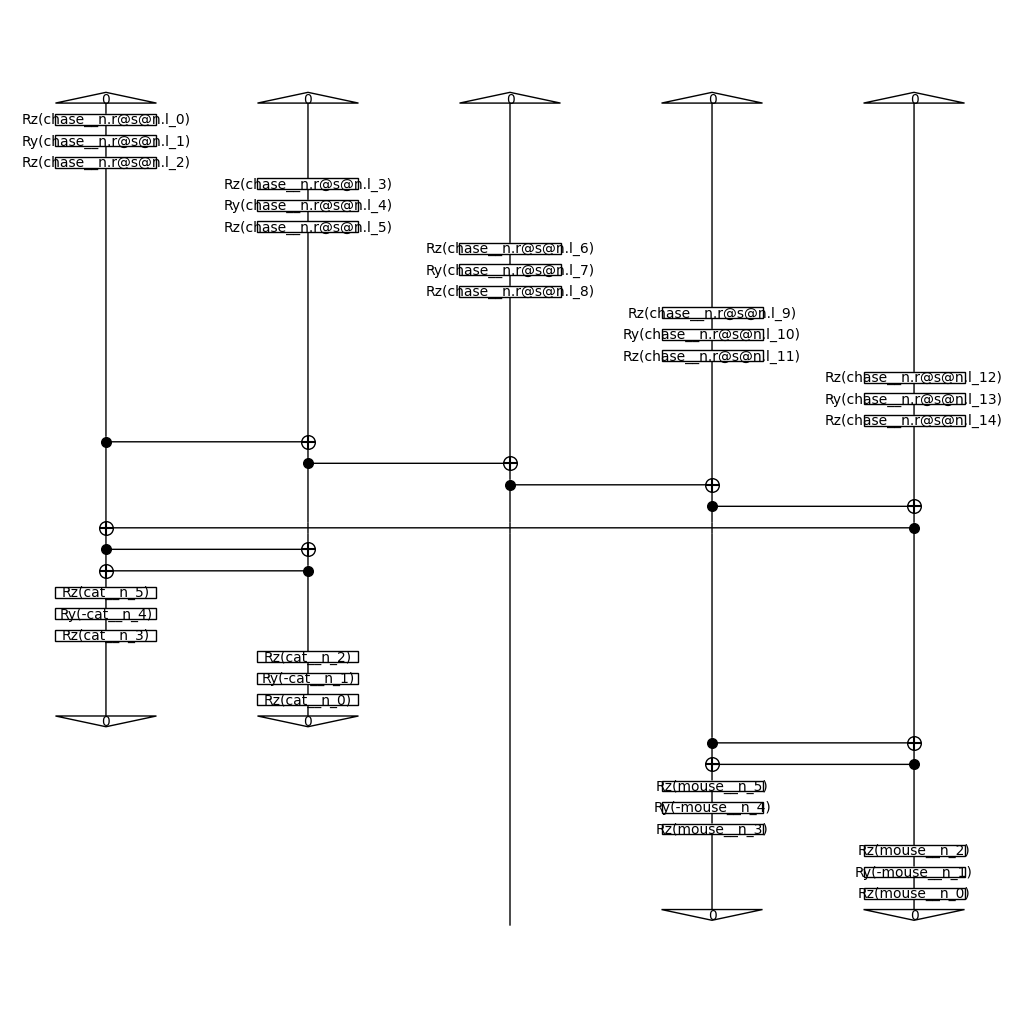 0 0 0 0 0
Rz(chase__n.r@s@n.l_0)
Ry(chase__n.r@s@n.l_1)
Rz(chase__n.r@s@n.l_2)
Rz(chase__n.r@s@n.l_3)
Ry(chase__n.r@s@n.l_4)
Rz(chase__n.r@s@n.l_5)
Rz(chase__n.r@s@n.l_6)
Ry(chase__n.r@s@n.l_7)
Rz(chase__n.r@s@n.l_8)
Rz(chase__n.r@s@n.l_9)
Ry(chase__n.r@s@n.l_10)
Rz(chase__n.r@s@n.l_11)
Rz(chase__n.r@s@n.l_12)
Ry(chase__n.r@s@n.l_13)
Rz(chase__n.r@s@n.l_14)
Rz(cat__n_5)
Ry(-cat__n_4)
Rz(cat__n_3)
Rz(cat__n_2)
Ry(-cat__n_1)
Rz(cat__n_0)
0 0
Rz(mouse__n_5)
Ry(-mouse__n_4)
Rz(mouse__n_3)
Rz(mouse__n_2)
Ry(-mouse__n_1)
Rz(mouse__n_0)
0 0